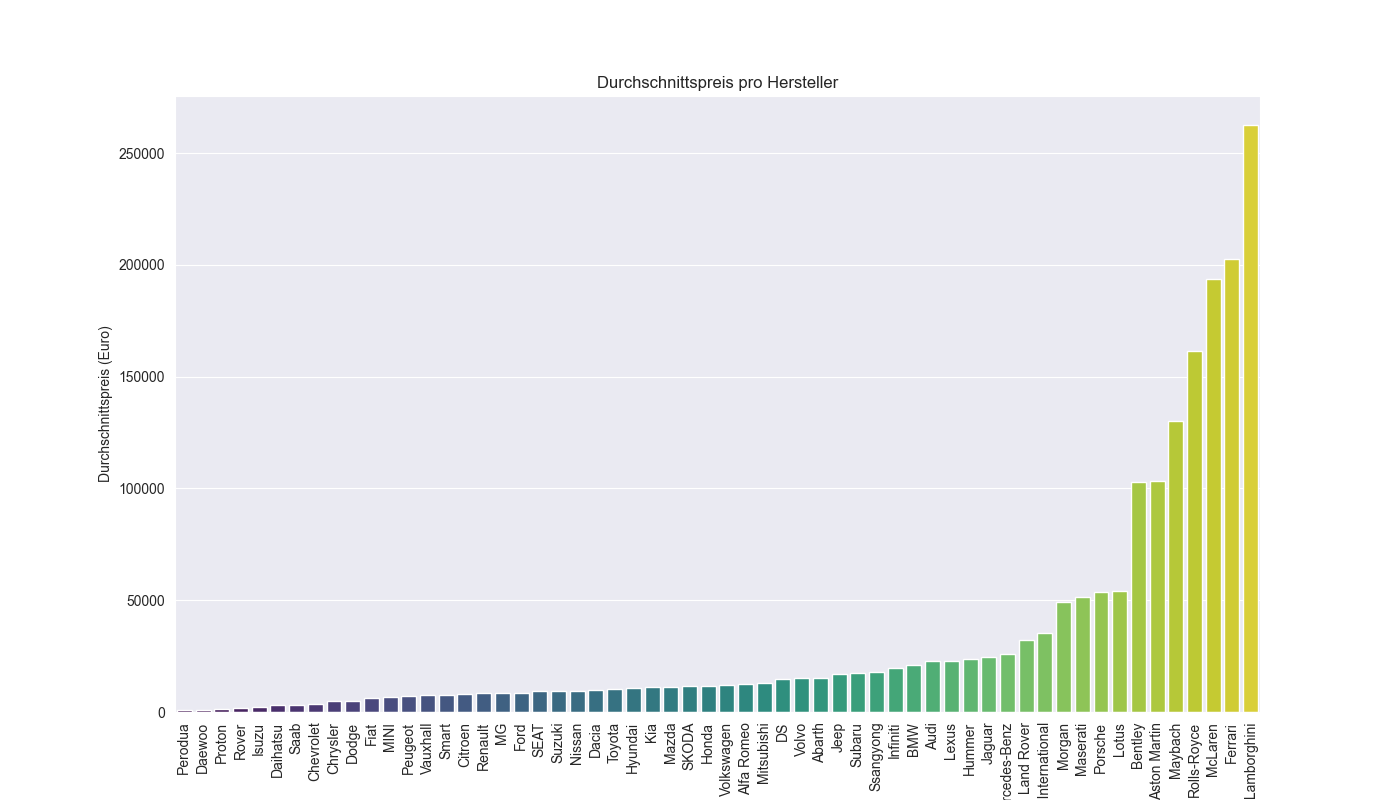 Durchschnittspreis pro Hersteller
Durchschnittspreis (Euro)
250000
200000
150000
100000
50000
0
Perodua
Daewoo
Proton
Rover
Isuzu
Daihatsu
Saab
Chevrolet
Chrysler
Dodge
Fiat
MINI
Peugeot
Vauxhall
Smart
Citroen
Renault
MG
Ford
SEAT
Suzuki
Nissan
Dacia
Toyota
Hyundai
Kia
Mazda
SKODA
Honda
Volkswagen
Alfa Romeo
Mitsubishi
DS
Volvo
Abarth
Jeep
Subaru
Ssangyong
Infiniti
BMW
Audi
Lexus
Hummer
Jaguar
rcedes-Benz
Land Rover
International
Morgan
Maserati
Porsche
Lotus
Bentley
Aston Martin
Maybach
Rolls-Royce
McLaren
Ferrari
Lamborghini